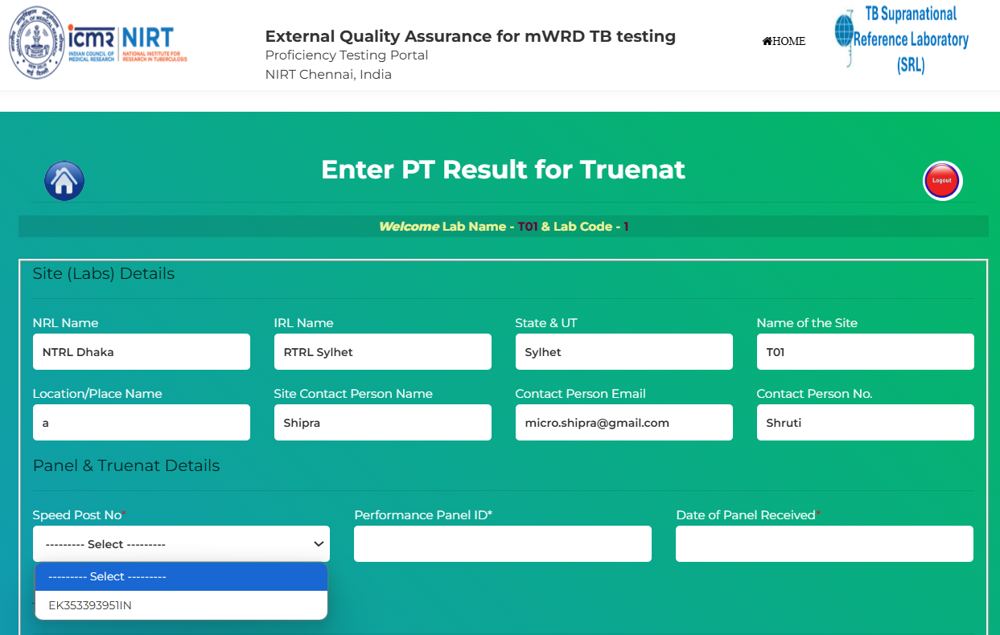 icmr NIRT
INDIAN COUNCIL OF MEDICAL RESEARCH
NATIONAL INSTITUTE FOR RESEARCH IN TUBERCULOSIS
External Quality Assurance for mWRD TB testing
Proficiency Testing Portal
NIRT Chennai, India
HOME
TB Supranational
Reference Laboratory
(SRL)
Enter PT Result for Truenat
Logout
Welcome Lab Name - T01 & Lab Code - 1
Site (Labs) Details
NRL Name IRL Name State & UT Name of the Site
NTRL Dhaka RTRL Sylhet Sylhet T01
Location/Place Name Site Contact Person Name Contact Person Email Contact Person No.
a Shipra micro.shipra@gmail.com Shruti
Panel & Truenat Details
Speed Post No* Performance Panel ID* Date of Panel Received*
--------- Select ---------
--------- Select ---------
EK353393951IN